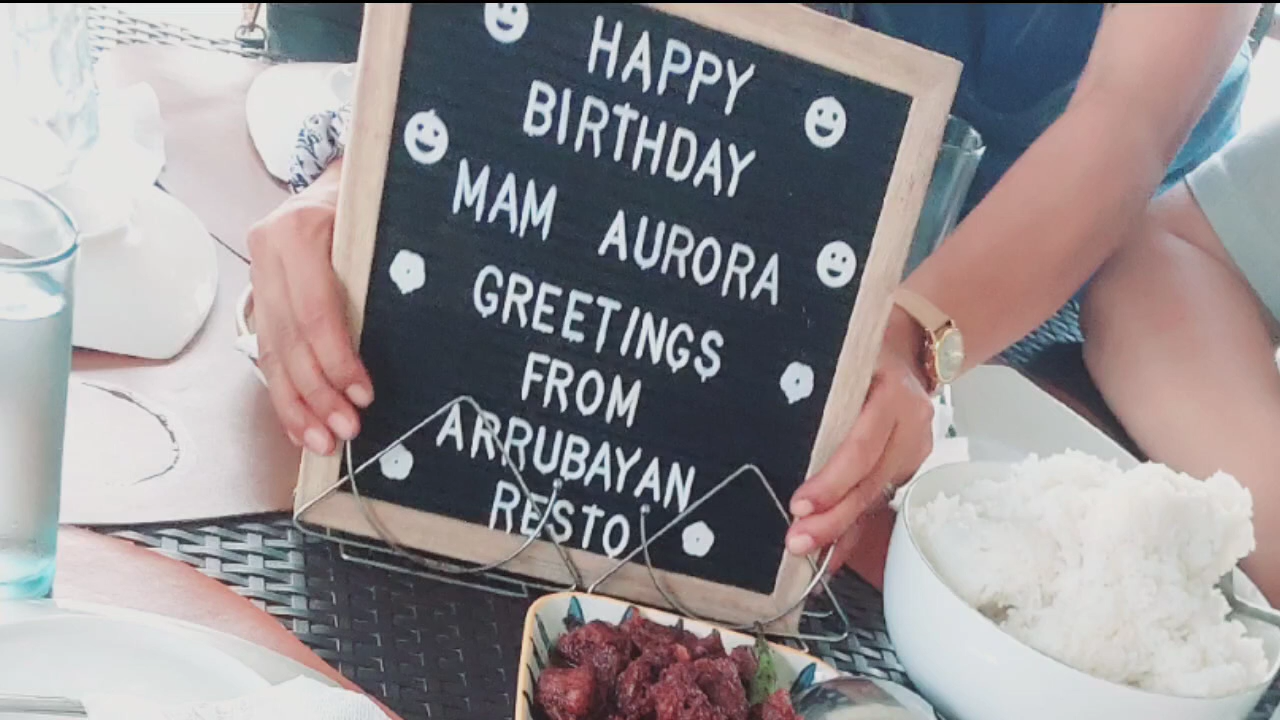 HAPPY
BIRTHDAY
MAM AURORA
GREETINGS
FROM
ARRUBAYAN
RESTO